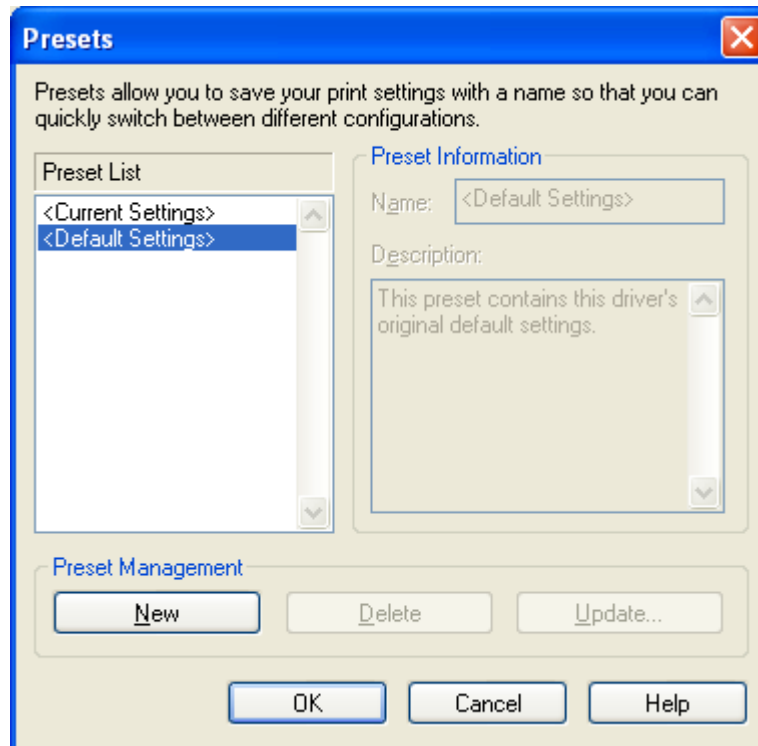 Presets
Presets allow you to save your print settings with a name so that you can
quickly switch between different configurations.
Preset List
<Current Settings>
<Default Settings>
Preset Information
Name: <Default Settings>
Description:
This preset contains this driver's
original default settings.
Preset Management
New Delete Update...
OK Cancel Help